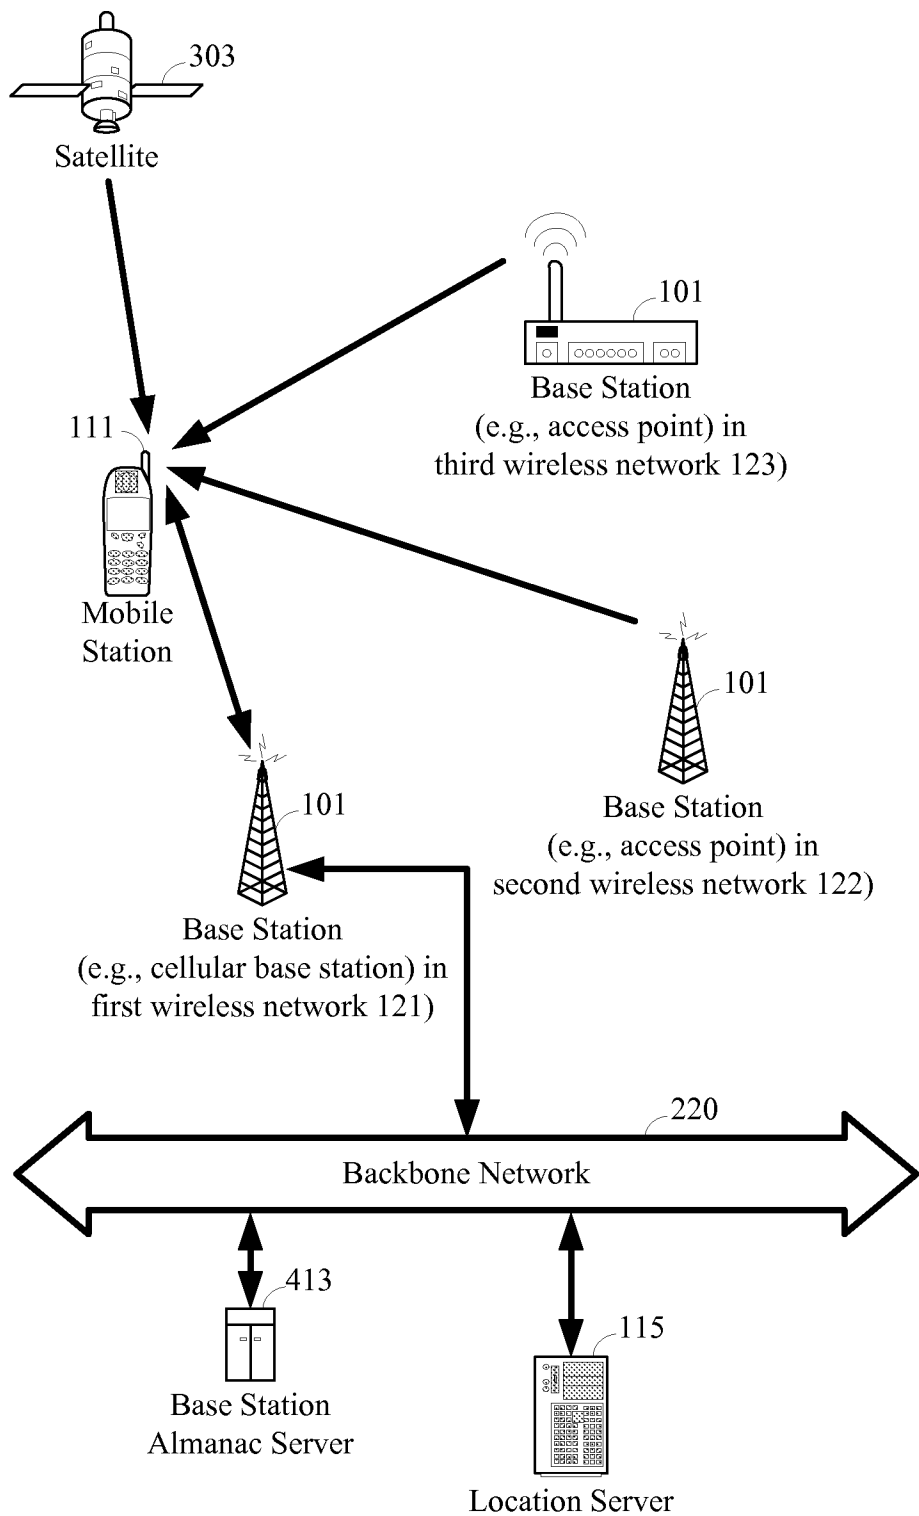 303
Satellite
101
Base Station
(e.g., access point) in
third wireless network 123)
111
Mobile
Station
101
Base Station
(e.g., access point) in
second wireless network 122)
101
Base Station
(e.g., cellular base station) in
first wireless network 121)
220
Backbone Network
413
Base Station
Almanac Server
115
Location Server